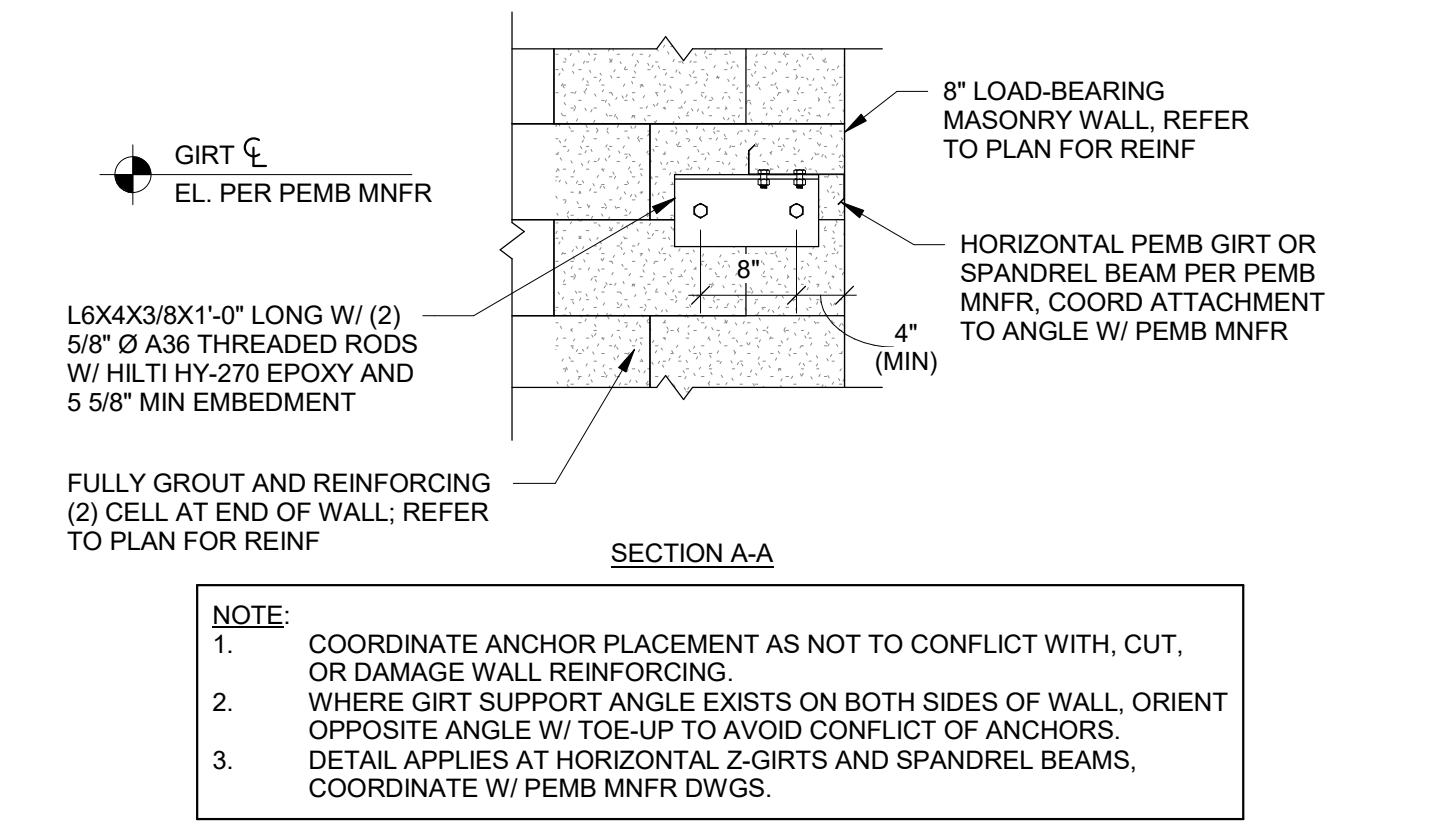 8" LOAD-BEARING
MASONRY WALL, REFER
TO PLAN FOR REINF
GIRT ℄
EL. PER PEMB MNFR
HORIZONTAL PEMB GIRT OR
SPANDREL BEAM PER PEMB
MNFR, COORD ATTACHMENT
TO ANGLE W/ PEMB MNFR
8"
4"
(MIN)
L6X4X3/8X1'-0" LONG W/ (2)
5/8" Ø A36 THREADED RODS
W/ HILTI HY-270 EPOXY AND
5 5/8" MIN EMBEDMENT
FULLY GROUT AND REINFORCING
(2) CELL AT END OF WALL; REFER
TO PLAN FOR REINF
SECTION A-A
NOTE:
1. COORDINATE ANCHOR PLACEMENT AS NOT TO CONFLICT WITH, CUT,
OR DAMAGE WALL REINFORCING.
2. WHERE GIRT SUPPORT ANGLE EXISTS ON BOTH SIDES OF WALL, ORIENT
OPPOSITE ANGLE W/ TOE-UP TO AVOID CONFLICT OF ANCHORS.
3. DETAIL APPLIES AT HORIZONTAL Z-GIRTS AND SPANDREL BEAMS,
COORDINATE W/ PEMB MNFR DWGS.